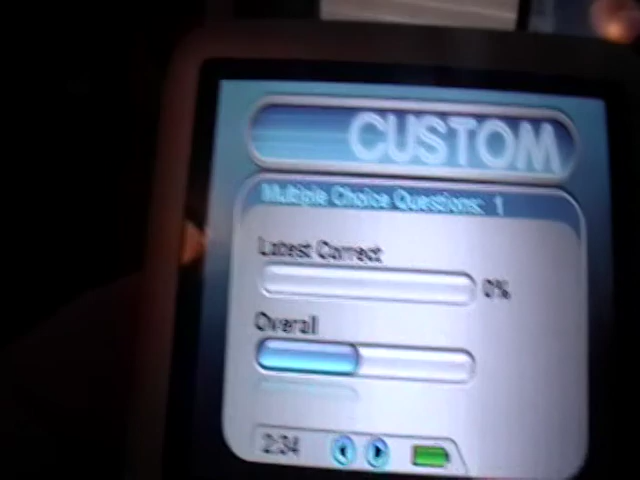 CUSTOM
Multiple Choice Questions: 1
Latest Correct
0%
Overall
2:34